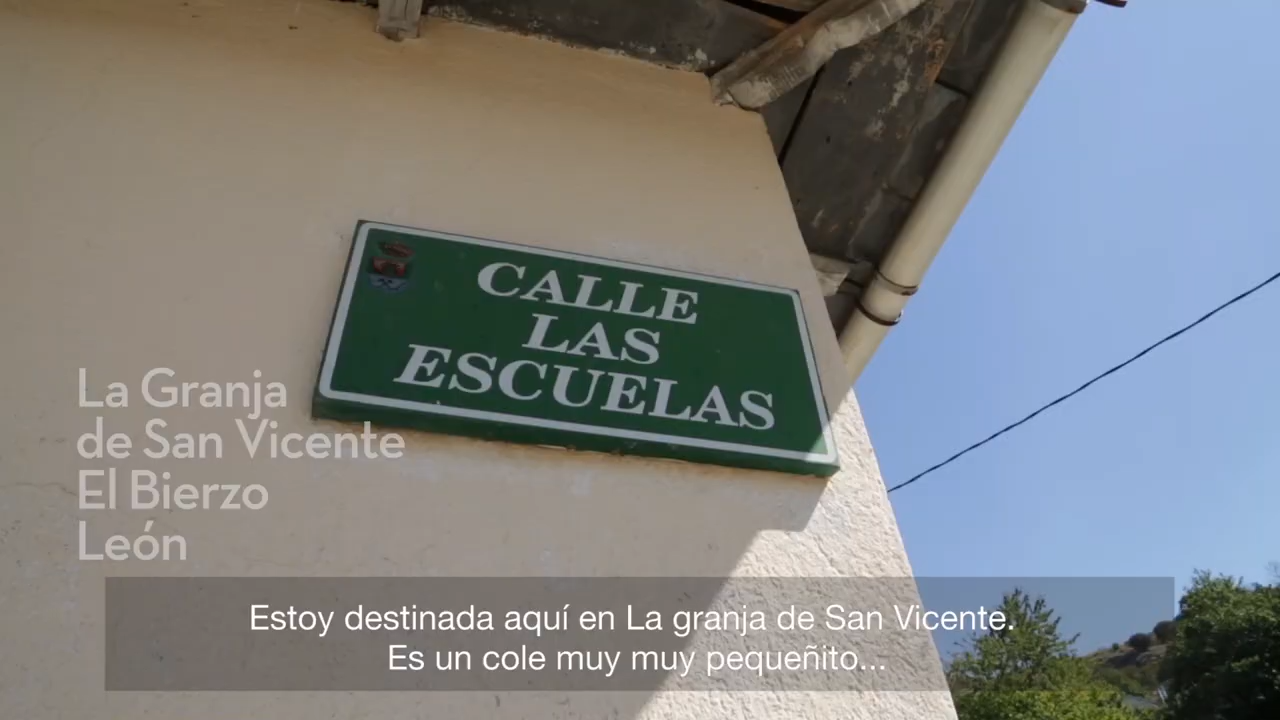 CALLE
LAS
ESCUELAS
La Granja
de San Vicente
El Bierzo
León
Estoy destinada aquí en La granja de San Vicente.
Es un cole muy muy pequeñito...